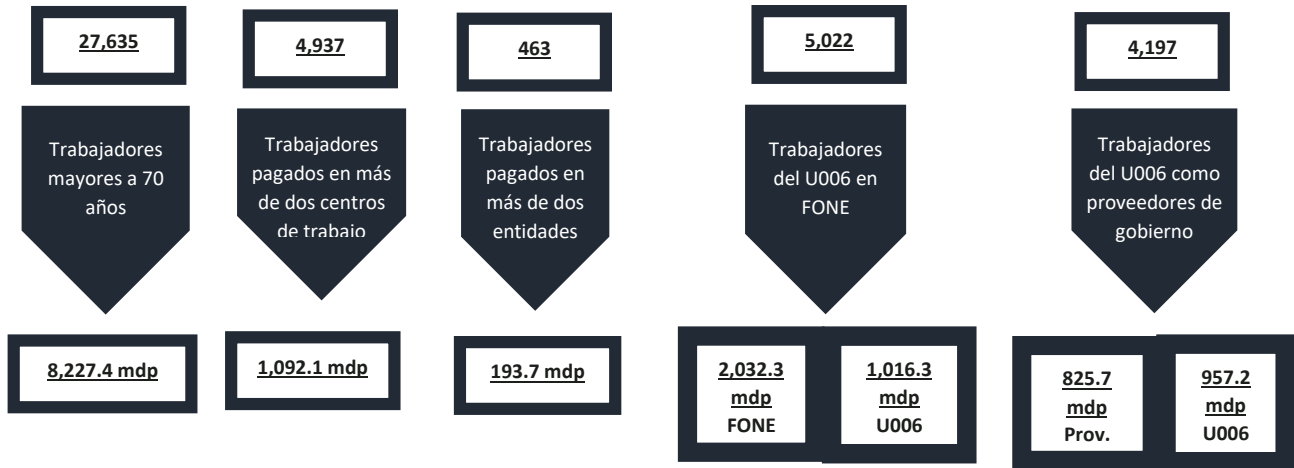 27,635
4,937
463
5,022
4,197
Trabajadores
mayores a 70
años
Trabajadores
pagados en más
de dos centros
de trabajo
Trabajadores
pagados en
más de dos
entidades
Trabajadores
del U006 en
FONE
Trabajadores
del U006 como
proveedores de
gobierno
8,227.4 mdp
1,092.1 mdp
193.7 mdp
2,032.3
mdp
FONE
1,016.3
mdp
U006
825.7
mdp
Prov.
957.2
mdp
U006